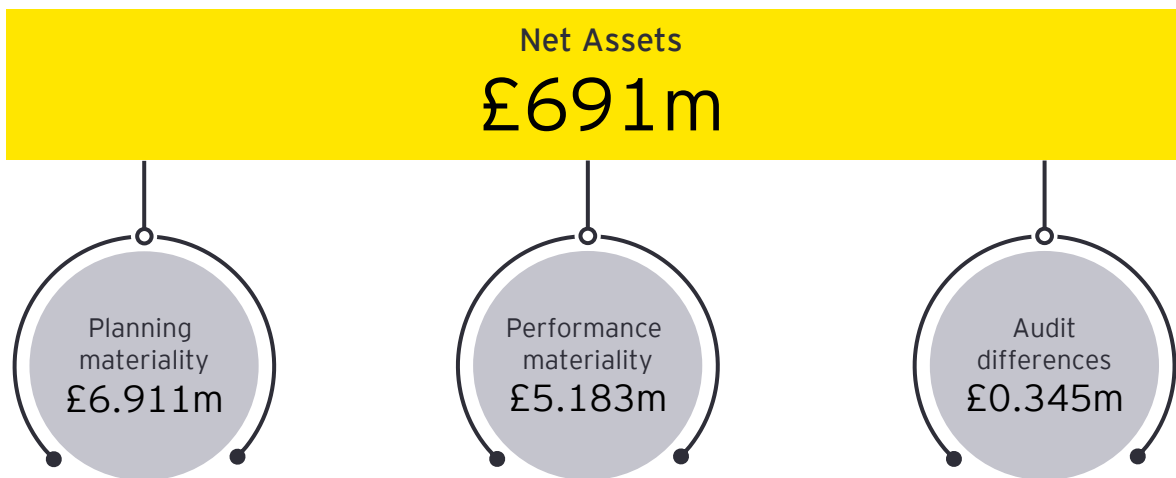 Net Assets
£691m
Planning
materiality
£6.911m
Performance
materiality
£5.183m
Audit
differences
£0.345m